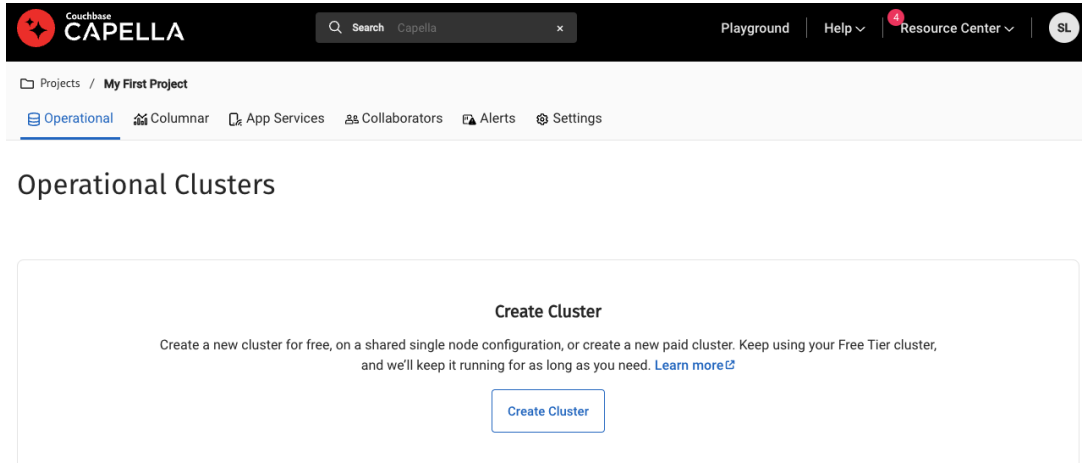 Couchbase
CAPELLA
Search Capella ×
Playground Help 4 Resource Center SL
Projects / My First Project
Operational Columnar App Services Collaborators Alerts Settings
Operational Clusters
Create Cluster
Create a new cluster for free, on a shared single node configuration, or create a new paid cluster. Keep using your Free Tier cluster,
and we'll keep it running for as long as you need. Learn more
Create Cluster